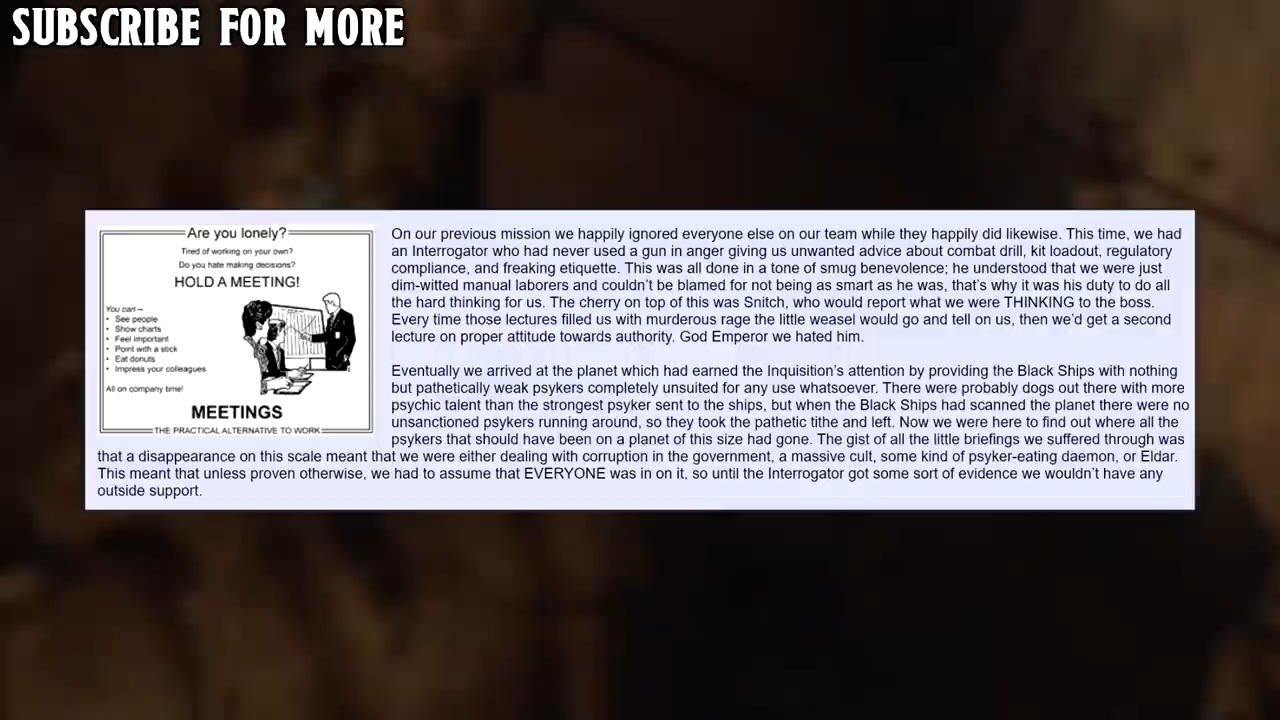 SUBSCRIBE FOR MORE
Are you lonely?
Tired of working on your own?
Do you hate making decisions?
HOLD A MEETING!
You can –
• See people
• Show charts
• Feel important
• Point with a stick
• Eat donuts
• Impress your colleagues
All on company time!
MEETINGS
THE PRACTICAL ALTERNATIVE TO WORK
On our previous mission we happily ignored everyone else on our team while they happily did likewise. This time, we had
an Interrogator who had never used a gun in anger giving us unwanted advice about combat drill, kit loadout, regulatory
compliance, and freaking etiquette. This was all done in a tone of smug benevolence; he understood that we were just
dim-witted manual laborers and couldn't be blamed for not being as smart as he was, that's why it was his duty to do all
the hard thinking for us. The cherry on top of this was Snitch, who would report what we were THINKING to the boss.
Every time those lectures filled us with murderous rage the little weasel would go and tell on us, then we'd get a second
lecture on proper attitude towards authority. God Emperor we hated him.
Eventually we arrived at the planet which had earned the Inquisition's attention by providing the Black Ships with nothing
but pathetically weak psykers completely unsuited for any use whatsoever. There were probably dogs out there with more
psychic talent than the strongest psyker sent to the ships, but when the Black Ships had scanned the planet there were no
unsanctioned psykers running around, so they took the pathetic tithe and left. Now we were here to find out where all the
psykers that should have been on a planet of this size had gone. The gist of all the little briefings we suffered through was
that a disappearance on this scale meant that we were either dealing with corruption in the government, a massive cult, some kind of psyker-eating daemon, or Eldar.
This meant that unless proven otherwise, we had to assume that EVERYONE was in on it, so until the Interrogator got some sort of evidence we wouldn't have any
outside support.